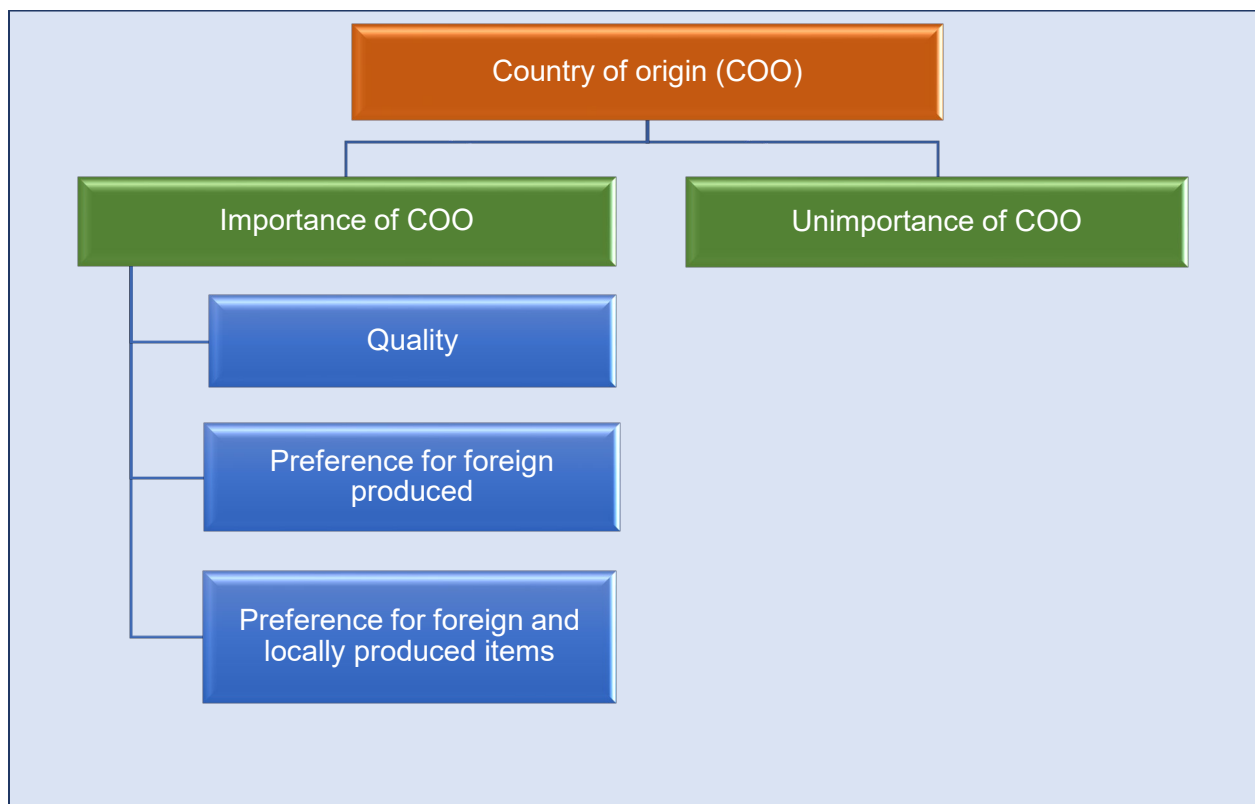 Country of origin (COO)
Importance of COO
Unimportance of COO
Quality
Preference for foreign
produced
Preference for foreign and
locally produced items